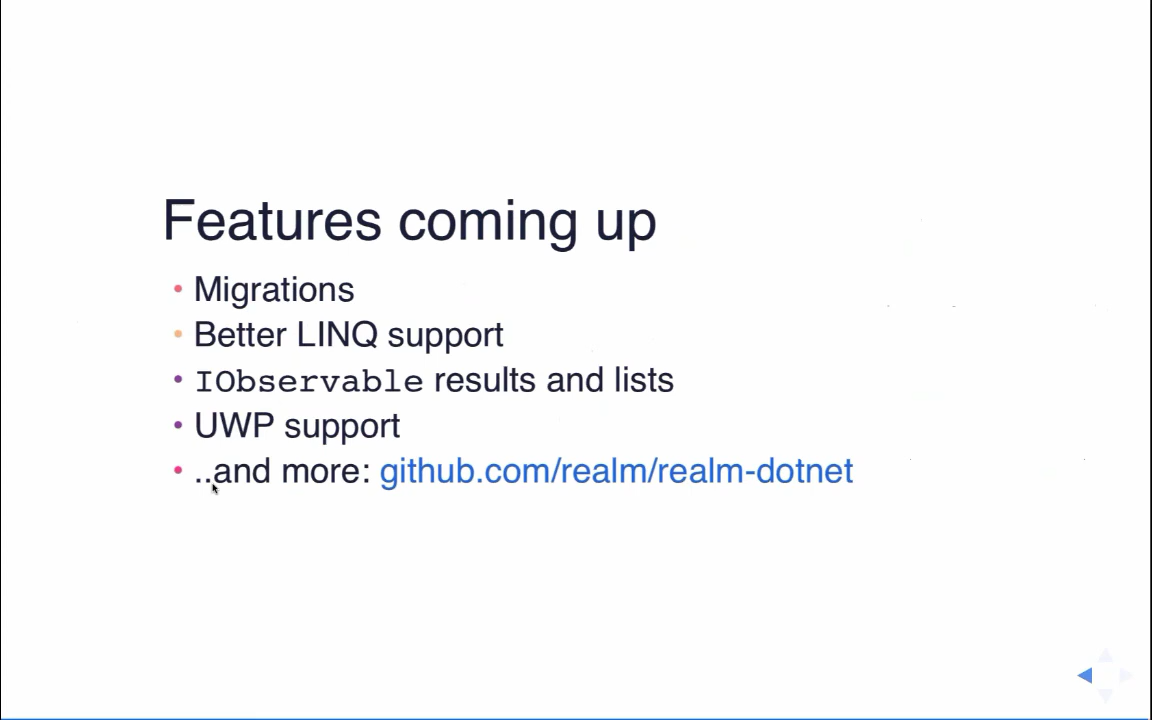 Features coming up
• Migrations
• Better LINQ support
• IObservable results and lists
• UWP support
• ..and more: github.com/realm/realm-dotnet